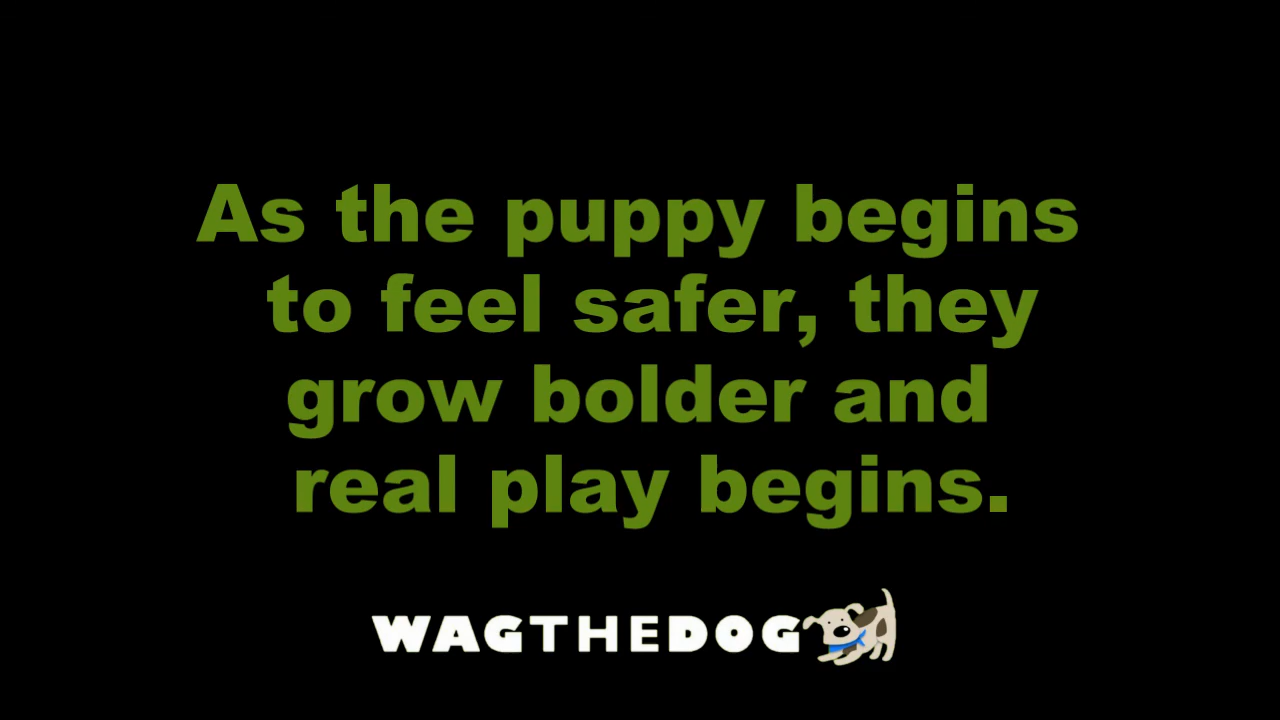 As the puppy begins
to feel safer, they
grow bolder and
real play begins.
WAGTHEDOG